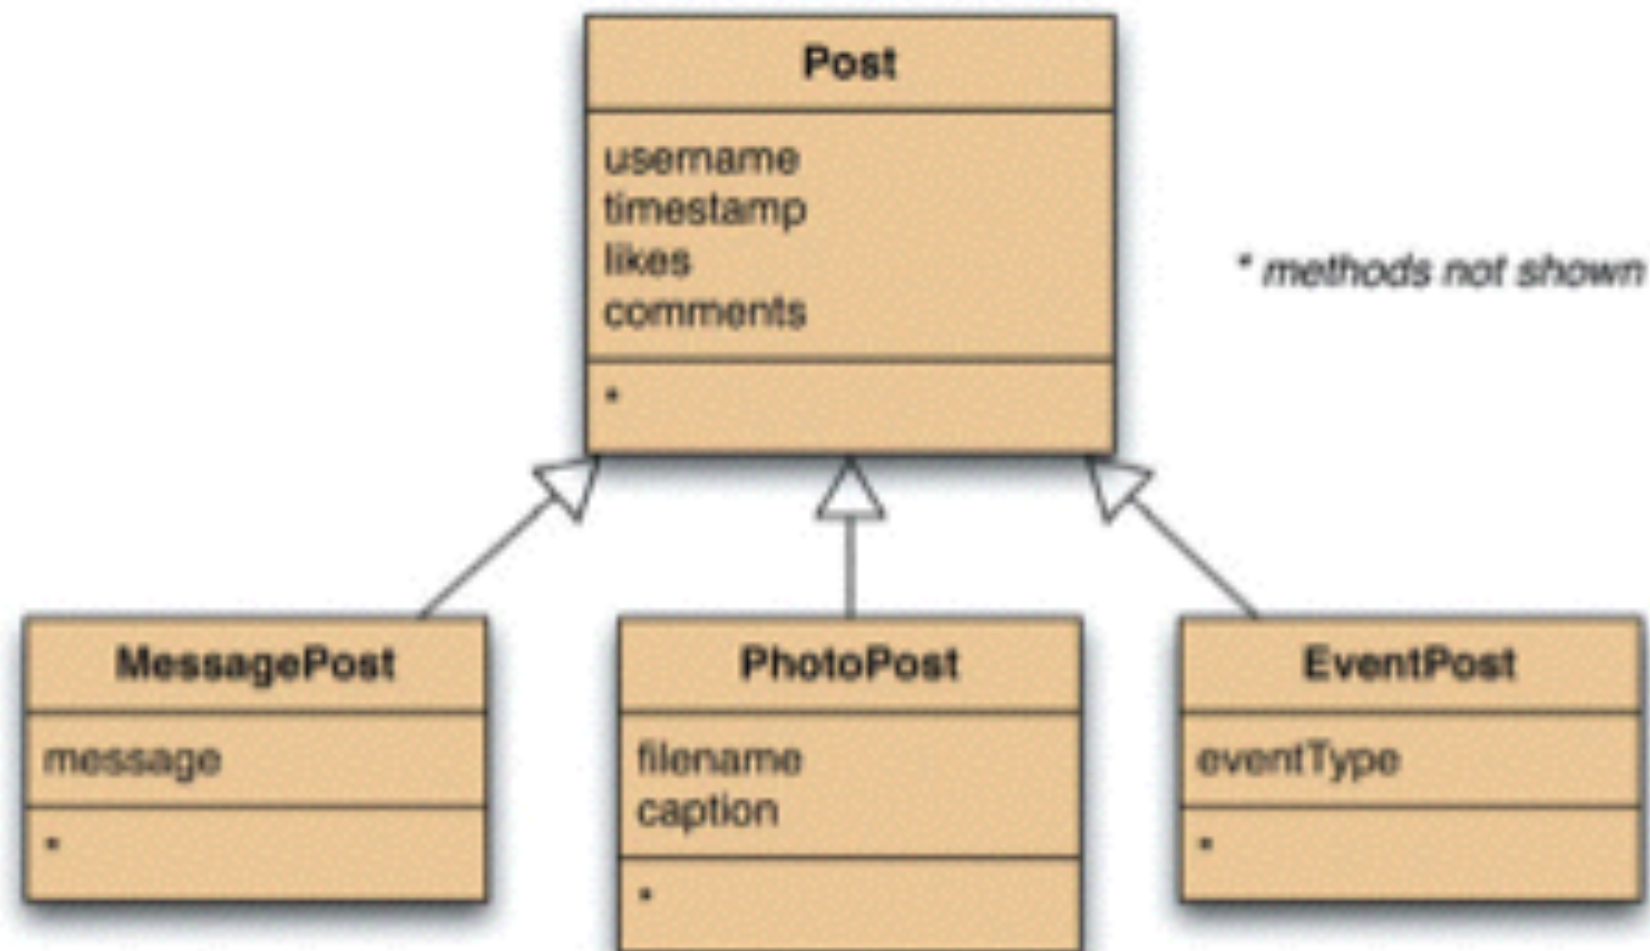 Post
username
timestamp
likes
comments
*
* methods not shown
MessagePost
message
*
PhotoPost
filename
caption
*
EventPost
eventType
*